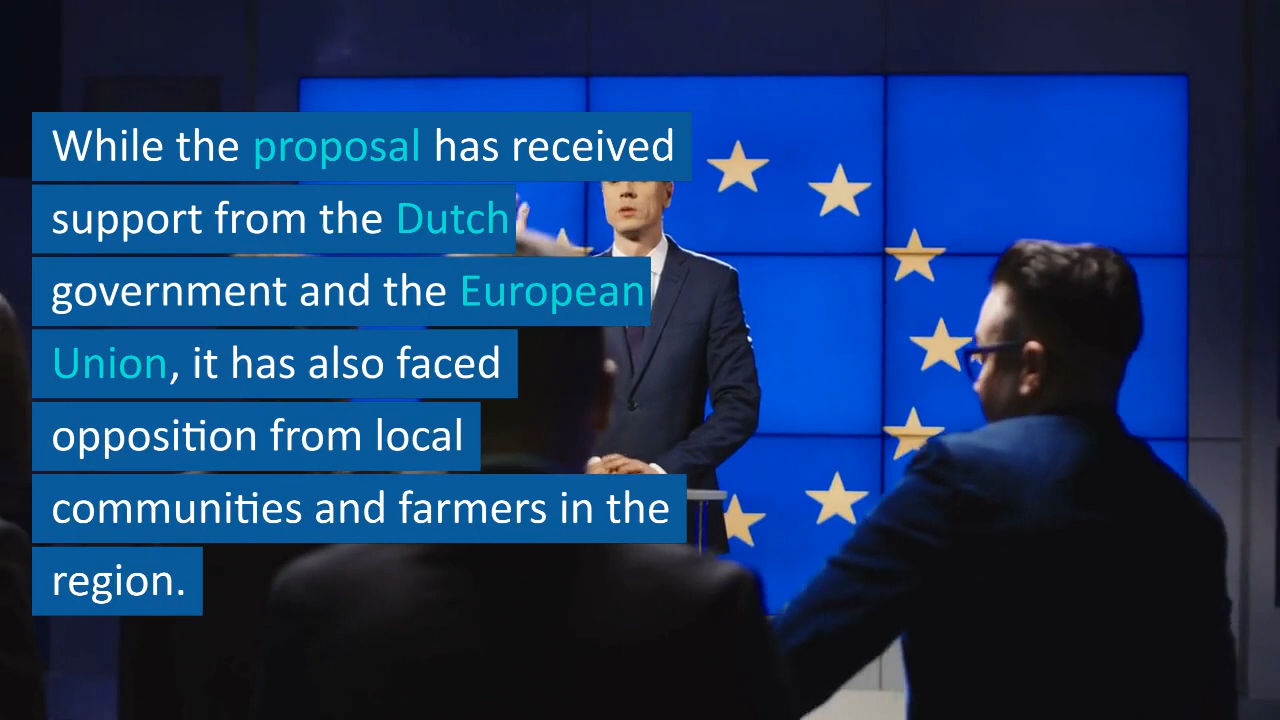 While the proposal has received
support from the Dutch
government and the European
Union, it has also faced
opposition from local
communities and farmers in the
region.